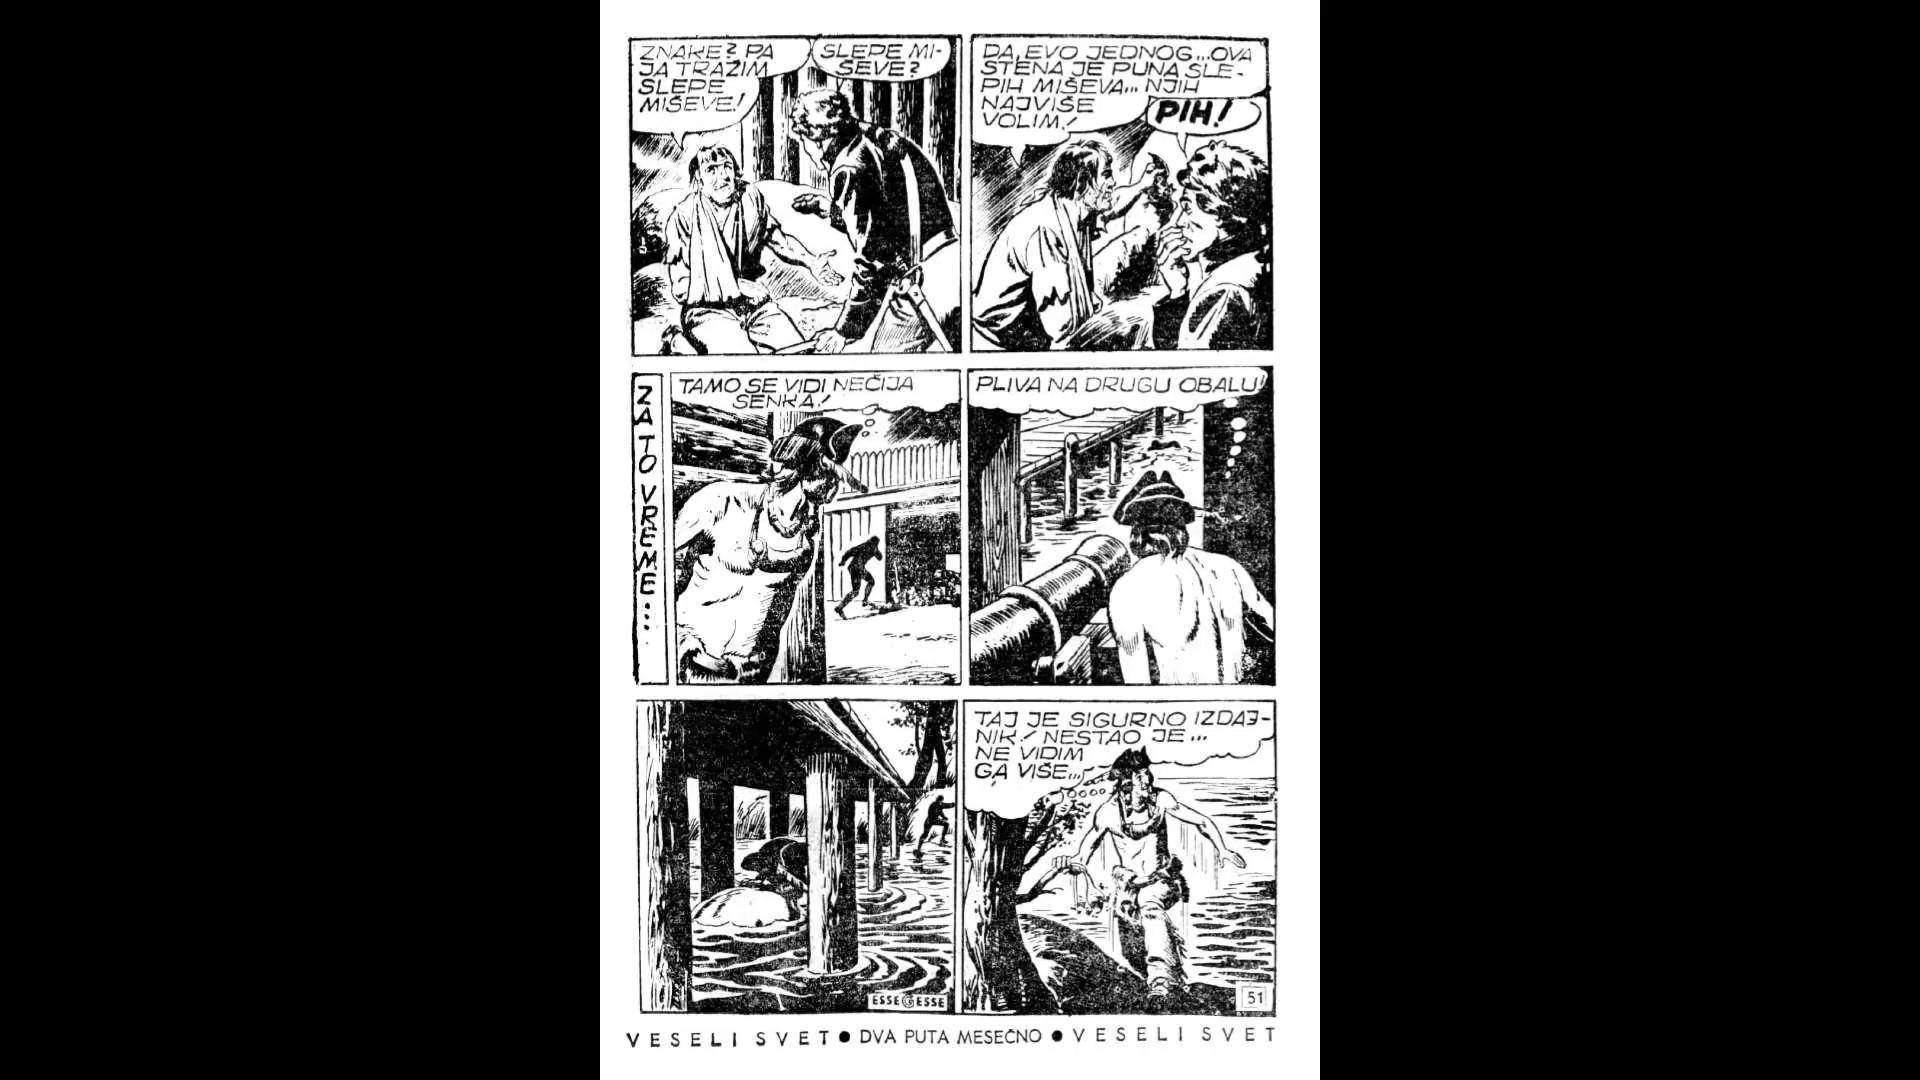 ZNAKE? PA
JA TRAŽIM
SLEPE
MIŠEVE!
SLEPE MI-
ŠEVE?
DA, EVO JEDNOG...OVA
STENA JE PUNA SLE-
PIH MIŠEVA... NJIH
NAJVIŠE
VOLIM!
PIH!
ZA TO VREME...
TAMO SE VIDI NEČIJA
SENKA!
PLIVA NA DRUGU OBALU!
ESSEGESSE
TAJ JE SIGURNO IZDAJ-
NIK! NESTAO JE...
NE VIDIM
GA VIŠE...
51
VESELI SVET ● DVA PUTA MESEČNO ● VESELI SVET